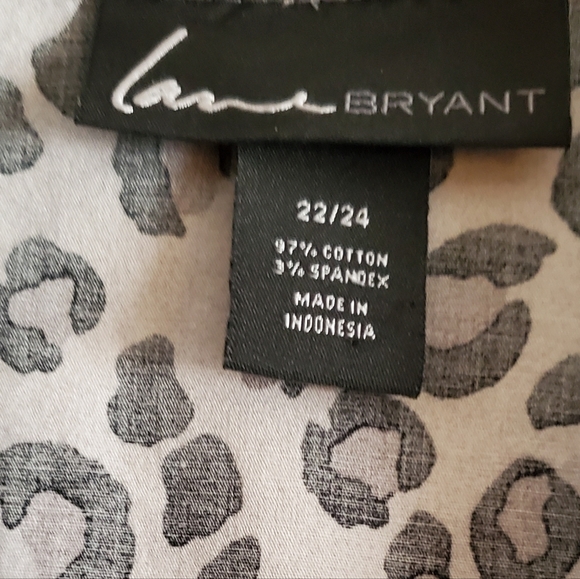 Lane BRYANT
22/24
97% COTTON
3% SPANDEX
MADE IN
INDONESIA